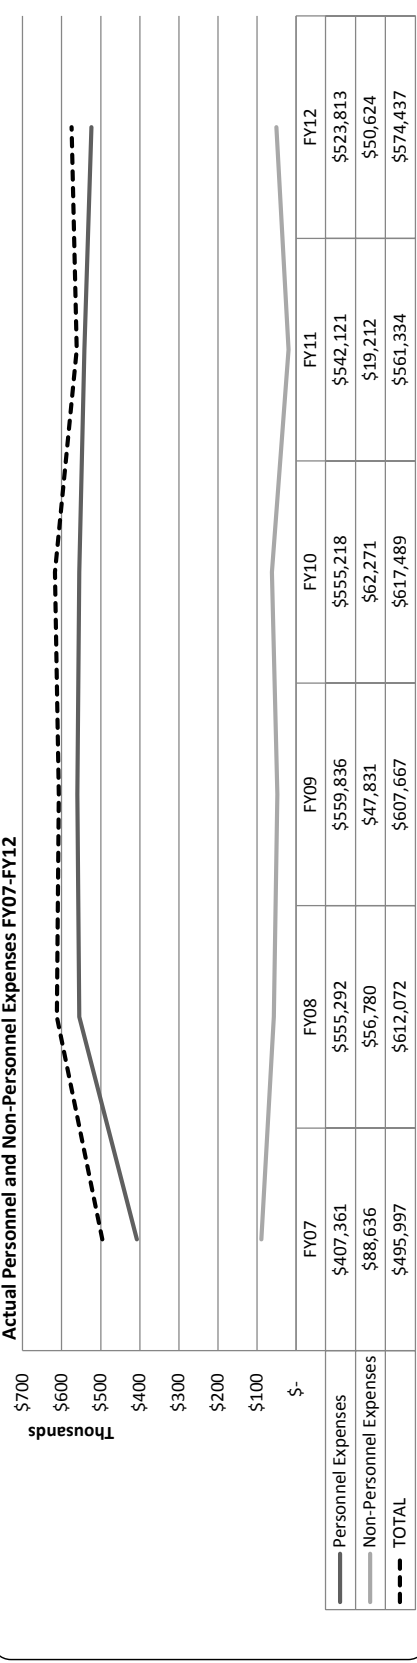 Actual Personnel and Non-Personnel Expenses FY07-FY12
Thousands
$700
$600
$500
$400
$300
$200
$100
$-
FY07 FY08 FY09 FY10 FY11 FY12
Personnel Expenses $407,361 $555,292 $559,836 $555,218 $542,121 $523,813
Non-Personnel Expenses $88,636 $56,780 $47,831 $62,271 $19,212 $50,624
TOTAL $495,997 $612,072 $607,667 $617,489 $561,334 $574,437